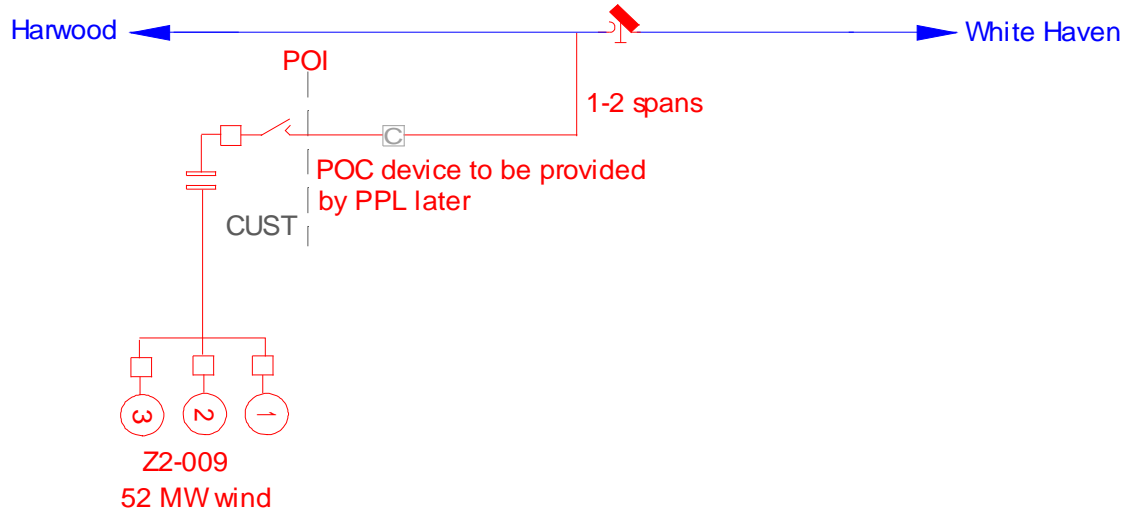 Harwood
White Haven
POI
1-2 spans
C
POC device to be provided
by PPL later
CUST
3
2
1
Z2-009
52 MW wind